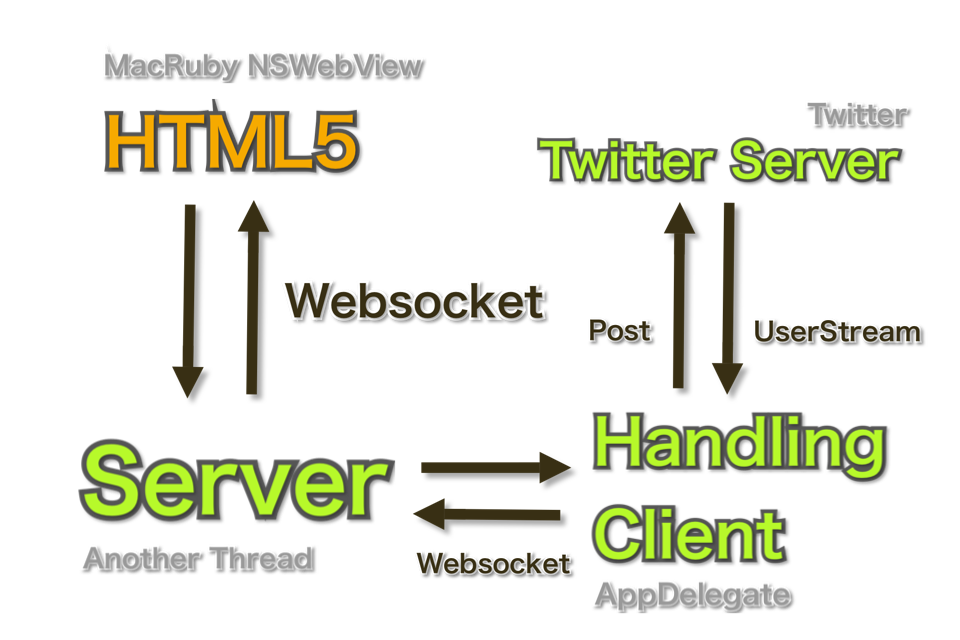 MacRuby NSWebView
HTML5
Twitter
Twitter Server
Websocket
Post
UserStream
Server
Another Thread
Websocket
Handling
Client
AppDelegate